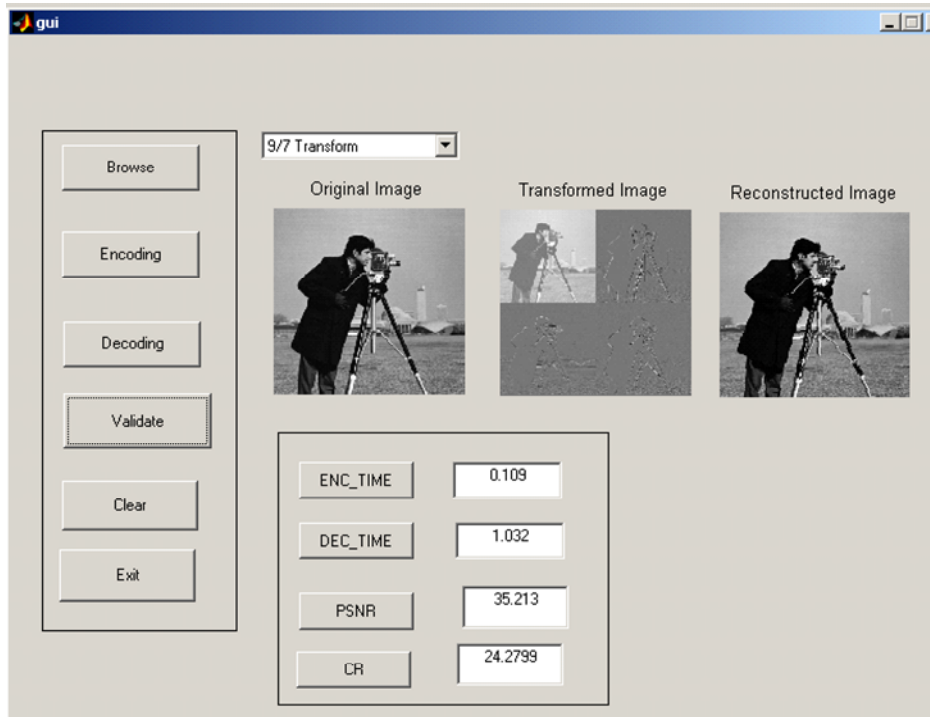 gui
Browse
Encoding
Decoding
Validate
Clear
Exit
9/7 Transform
Original Image
Transformed Image
Reconstructed Image
ENC_TIME
0.109
DEC_TIME
1.032
PSNR
35.213
CR
24.2799